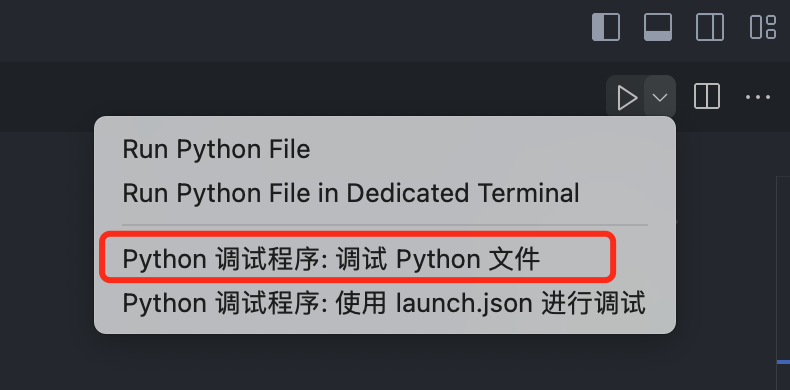 Run Python File
Run Python File in Dedicated Terminal
Python 调试程序: 调试 Python 文件
Python 调试程序: 使用 launch.json 进行调试